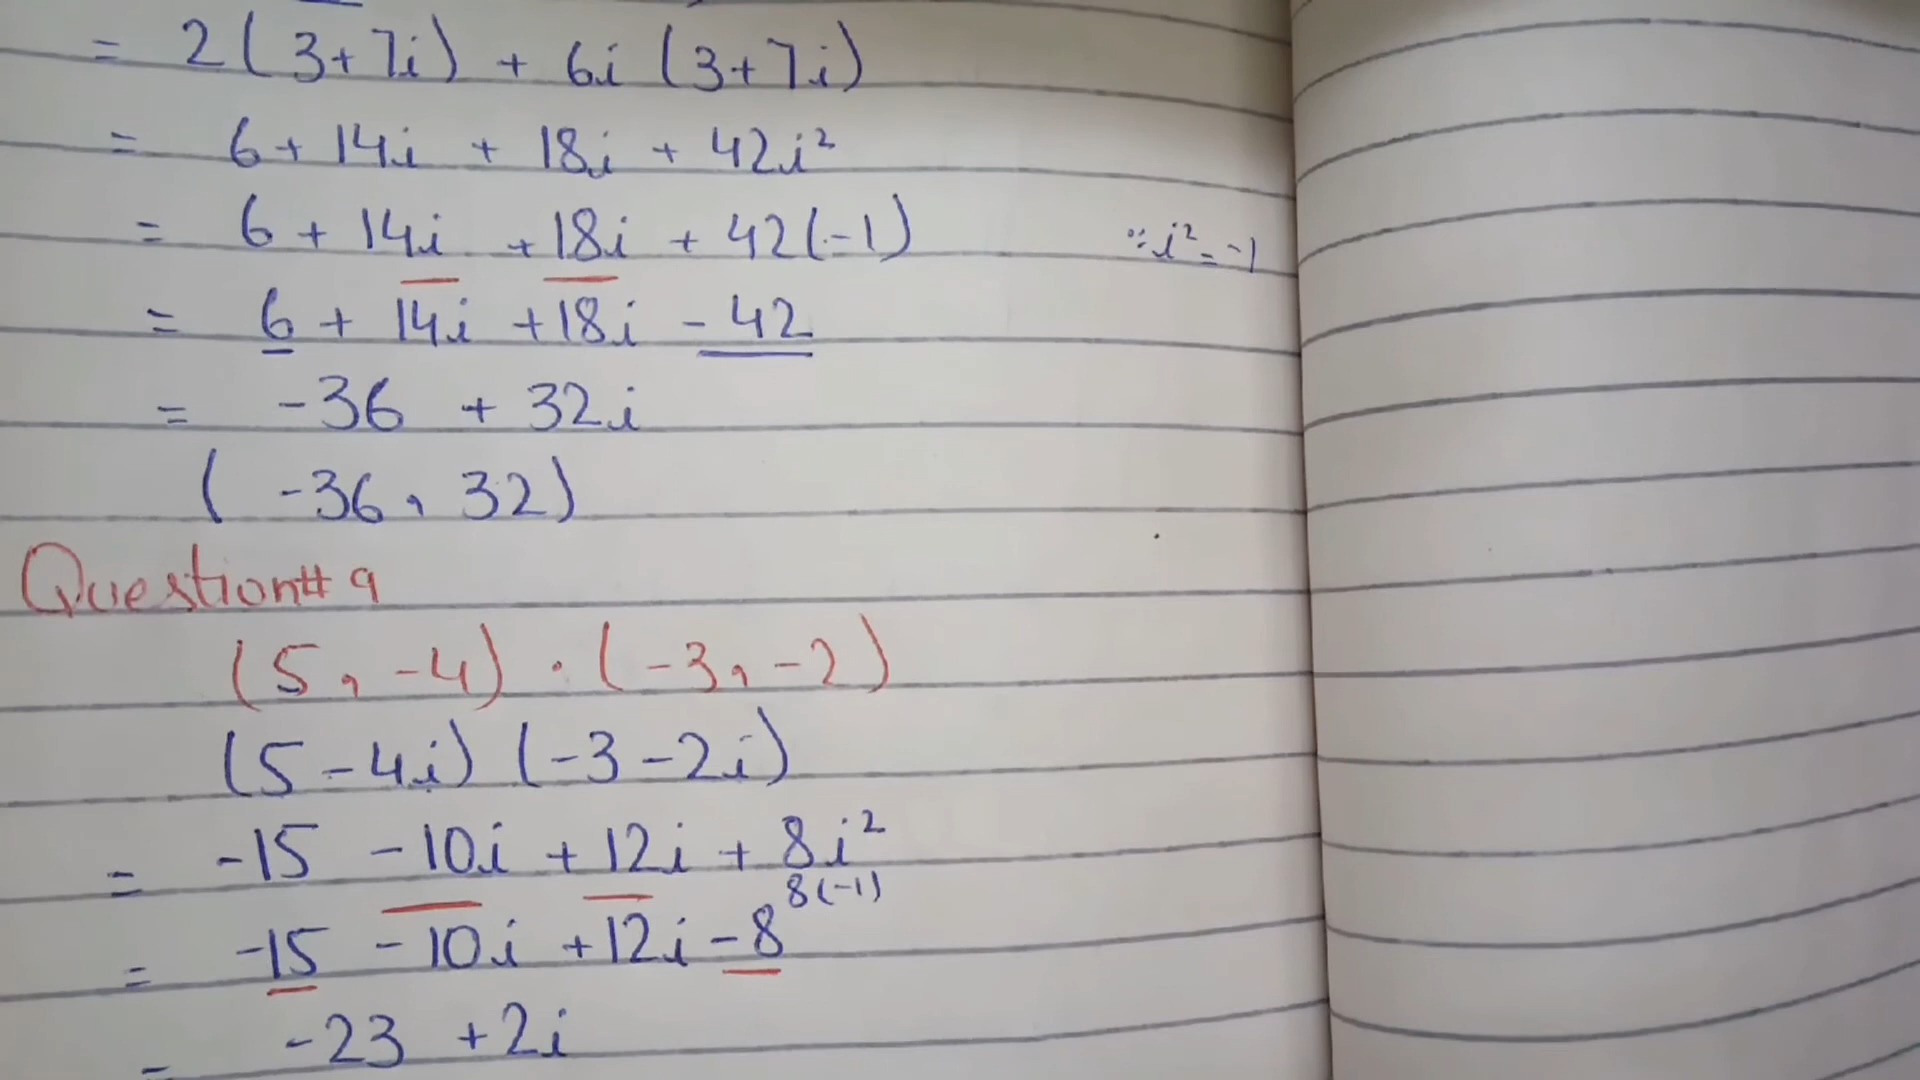 = 2(3+7i) + 6i (3+7i)
= 6+ 14i + 18i + 42i²
= 6 + 14i +18i + 42(-1) ∵ i² = -1
= 6 + 14i +18i - 42
= -36 + 32i
( -36, 32)
Question# 9
(5, -4) . (-3, -2)
(5 - 4i) (-3 - 2i)
= -15 - 10i + 12i + 8i²
8(-1)
= -15 - 10i +12i - 8
= -23 +2i